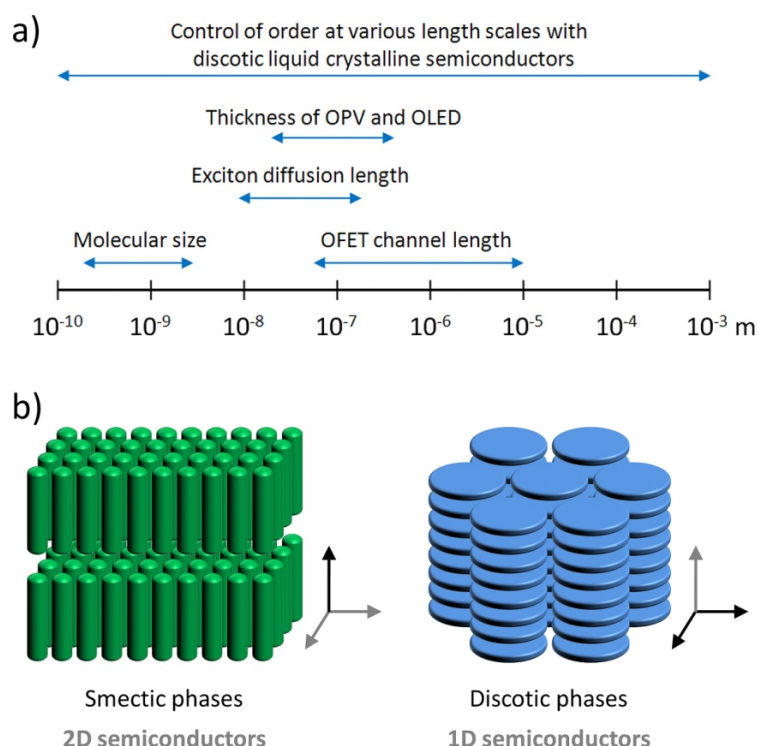 a)
Control of order at various length scales with
discotic liquid crystalline semiconductors
Thickness of OPV and OLED
Exciton diffusion length
Molecular size OFET channel length
10⁻¹⁰ 10⁻⁹ 10⁻⁸ 10⁻⁷ 10⁻⁶ 10⁻⁵ 10⁻⁴ 10⁻³ m
b)
Smectic phases Discotic phases
2D semiconductors 1D semiconductors